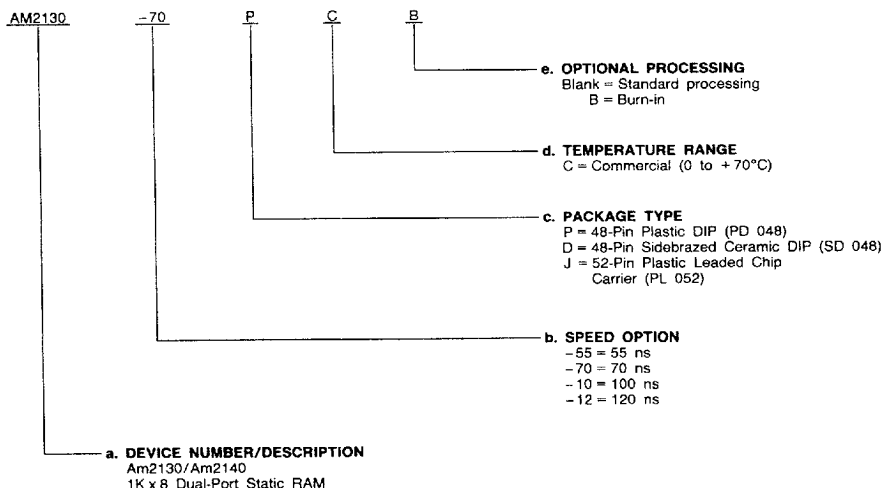 AM2130 -70 P C B
e. OPTIONAL PROCESSING
Blank = Standard processing
B = Burn-in
d. TEMPERATURE RANGE
C = Commercial (0 to +70°C)
c. PACKAGE TYPE
P = 48-Pin Plastic DIP (PD 048)
D = 48-Pin Sidebrazed Ceramic DIP (SD 048)
J = 52-Pin Plastic Leaded Chip
Carrier (PL 052)
b. SPEED OPTION
-55 = 55 ns
-70 = 70 ns
-10 = 100 ns
-12 = 120 ns
a. DEVICE NUMBER/DESCRIPTION
Am2130/Am2140
1K x 8 Dual-Port Static RAM